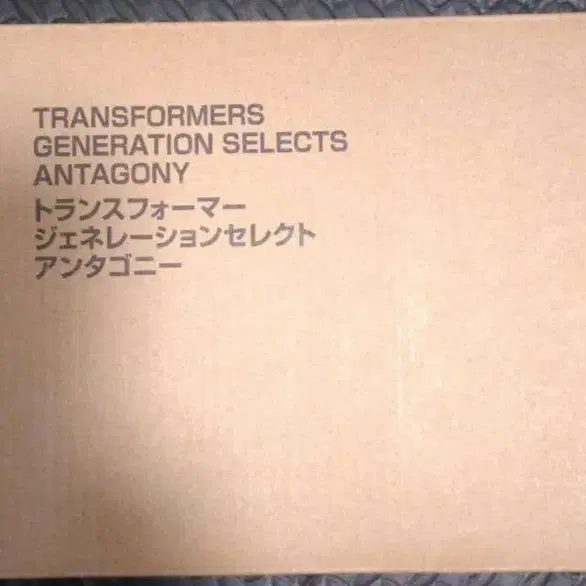 TRANSFORMERS
GENERATION SELECTS
ANTAGONY
トランスフォーマー
ジェネレーションセレクト
アンタゴニー